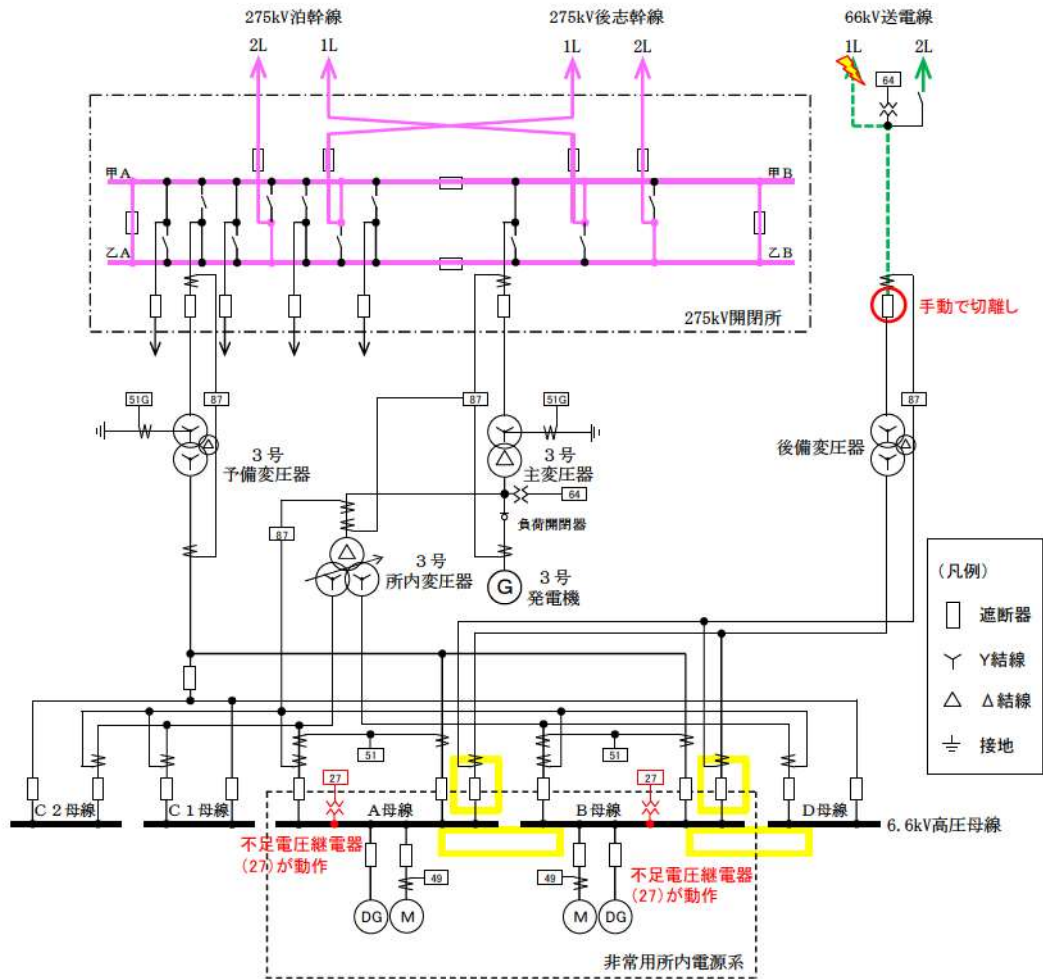 275kV泊幹線
275kV後志幹線
66kV送電線
2L
1L
1L
2L
1L
2L
64
甲A
甲B
乙A
乙B
275kV開閉所
手動で切離し
51G
87
87
51G
87
3号
予備変圧器
3号
主変圧器
後備変圧器
64
負荷開閉器
87
3号
所内変圧器
G
3号
発電機
(凡例)
遮断器
Y結線
Δ結線
接地
51
51
27
27
C2母線
C1母線
A母線
B母線
D母線
6.6kV高圧母線
不足電圧継電器
(27)が動作
不足電圧継電器
(27)が動作
49
49
DG
M
M
DG
非常用所内電源系